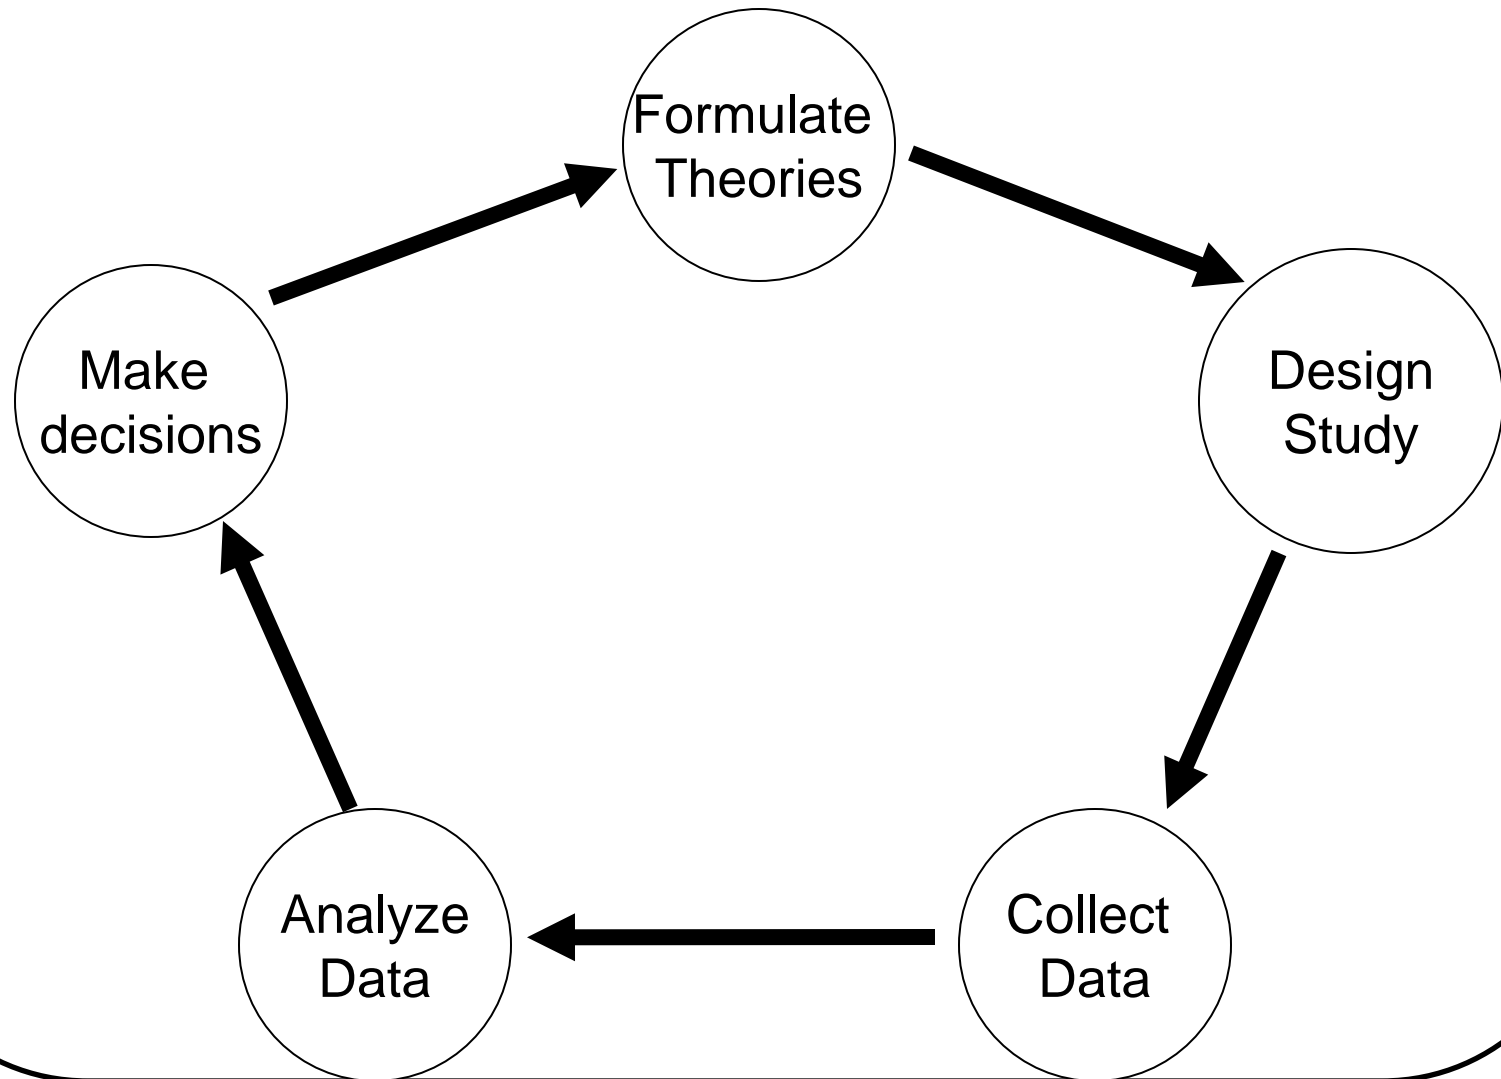 Formulate
Theories
Design
Study
Collect
Data
Analyze
Data
Make
decisions